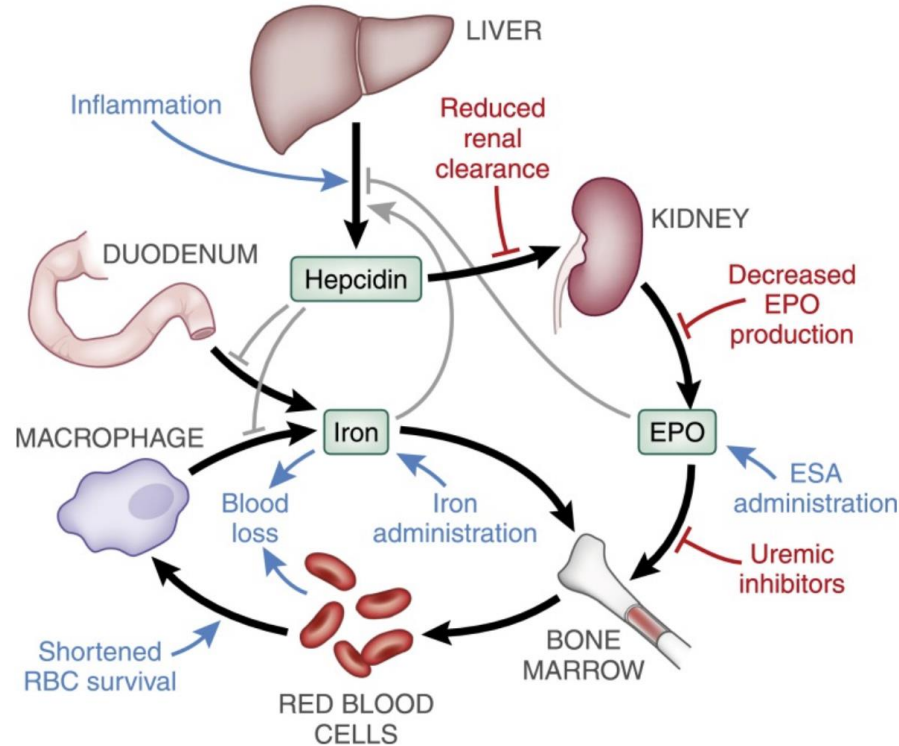 LIVER
Inflammation
Reduced
renal
clearance
KIDNEY
DUODENUM
Hepcidin
Decreased
EPO
production
MACROPHAGE
Iron
EPO
Blood
loss
Iron
administration
ESA
administration
Uremic
inhibitors
Shortened
RBC survival
BONE
MARROW
RED BLOOD
CELLS